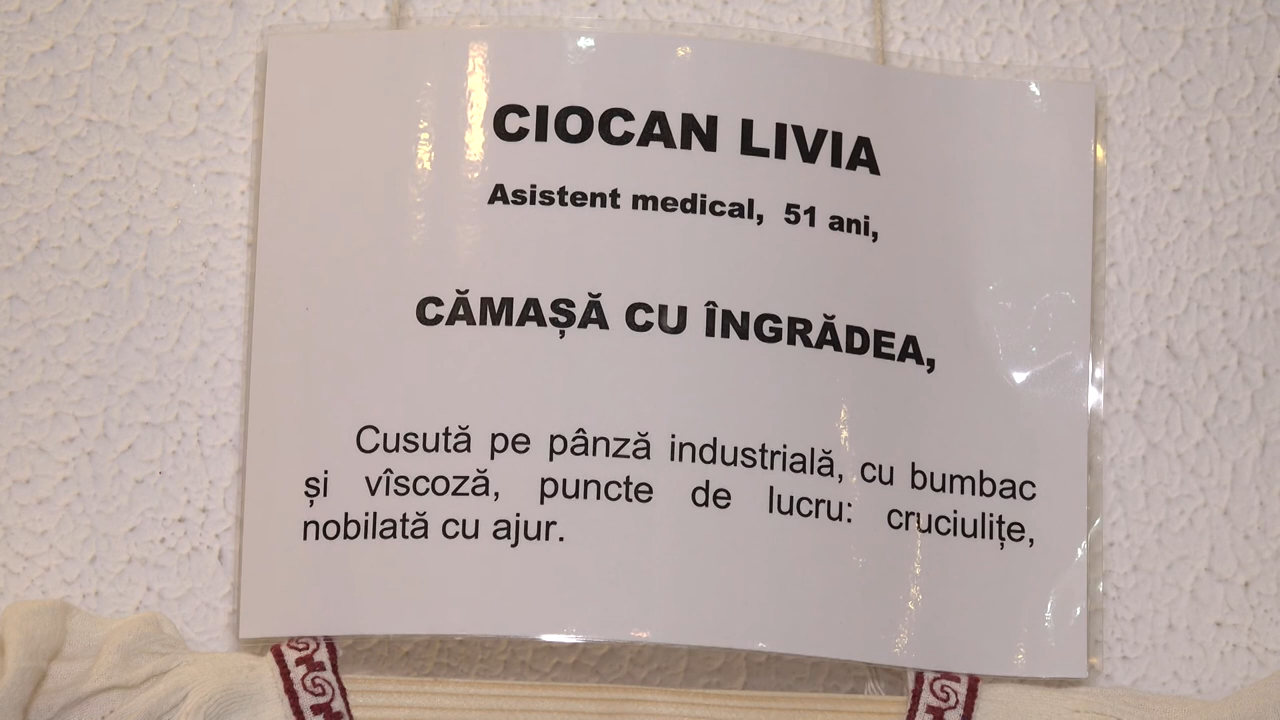 CIOCAN LIVIA
Asistent medical, 51 ani,
CĂMAȘĂ CU ÎNGRĂDEA,
Cusută pe pânză industrială, cu bumbac
și vîscoză, puncte de lucru: cruciulițe,
nobilată cu ajur.